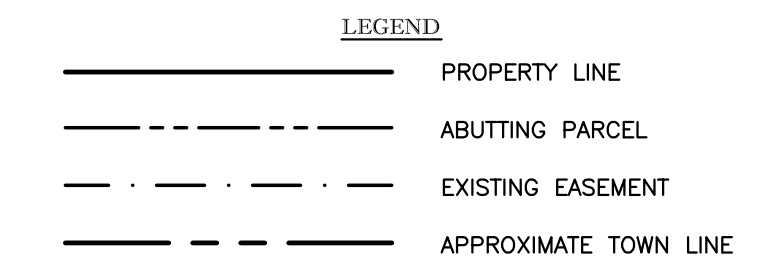 LEGEND
PROPERTY LINE
ABUTTING PARCEL
EXISTING EASEMENT
APPROXIMATE TOWN LINE